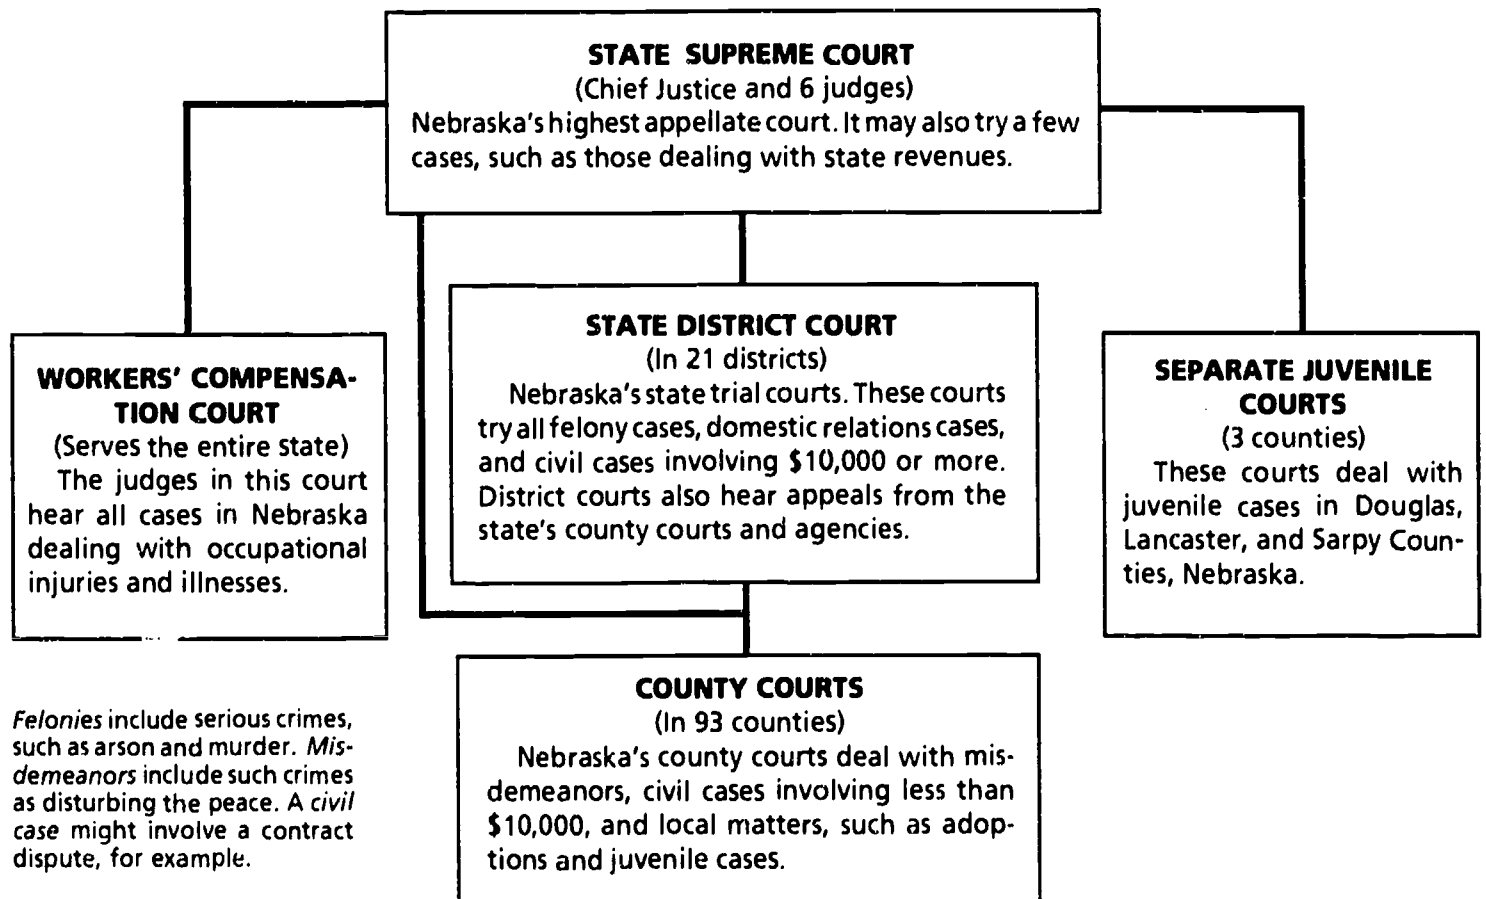 STATE SUPREME COURT
(Chief Justice and 6 judges)
Nebraska's highest appellate court. It may also try a few
cases, such as those dealing with state revenues.
WORKERS' COMPENSA-
TION COURT
(Serves the entire state)
The judges in this court
hear all cases in Nebraska
dealing with occupational
injuries and illnesses.
STATE DISTRICT COURT
(In 21 districts)
Nebraska's state trial courts. These courts
try all felony cases, domestic relations cases,
and civil cases involving $10,000 or more.
District courts also hear appeals from the
state's county courts and agencies.
SEPARATE JUVENILE
COURTS
(3 counties)
These courts deal with
juvenile cases in Douglas,
Lancaster, and Sarpy Coun-
ties, Nebraska.
COUNTY COURTS
(In 93 counties)
Nebraska's county courts deal with mis-
demeanors, civil cases involving less than
$10,000, and local matters, such as adop-
tions and juvenile cases.
Felonies include serious crimes,
such as arson and murder. Mis-
demeanors include such crimes
as disturbing the peace. A civil
case might involve a contract
dispute, for example.